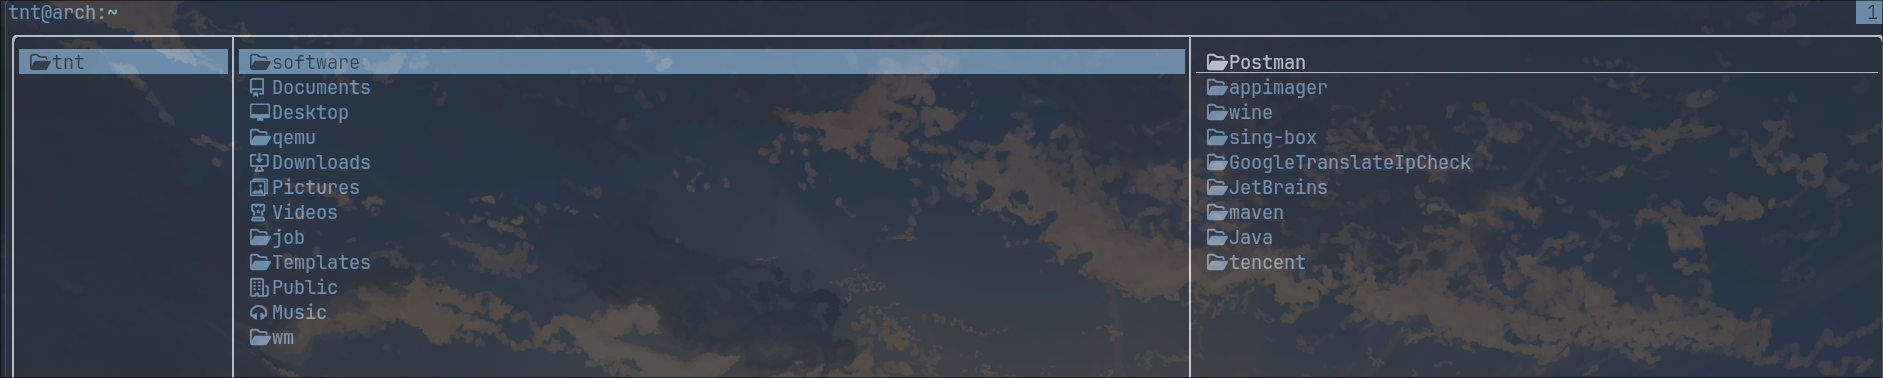 tnt@arch:~
1
tnt
software
Documents
Desktop
qemu
Downloads
Pictures
Videos
job
Templates
Public
Music
wm
Postman
appimager
wine
sing-box
GoogleTranslateIpCheck
JetBrains
maven
Java
tencent